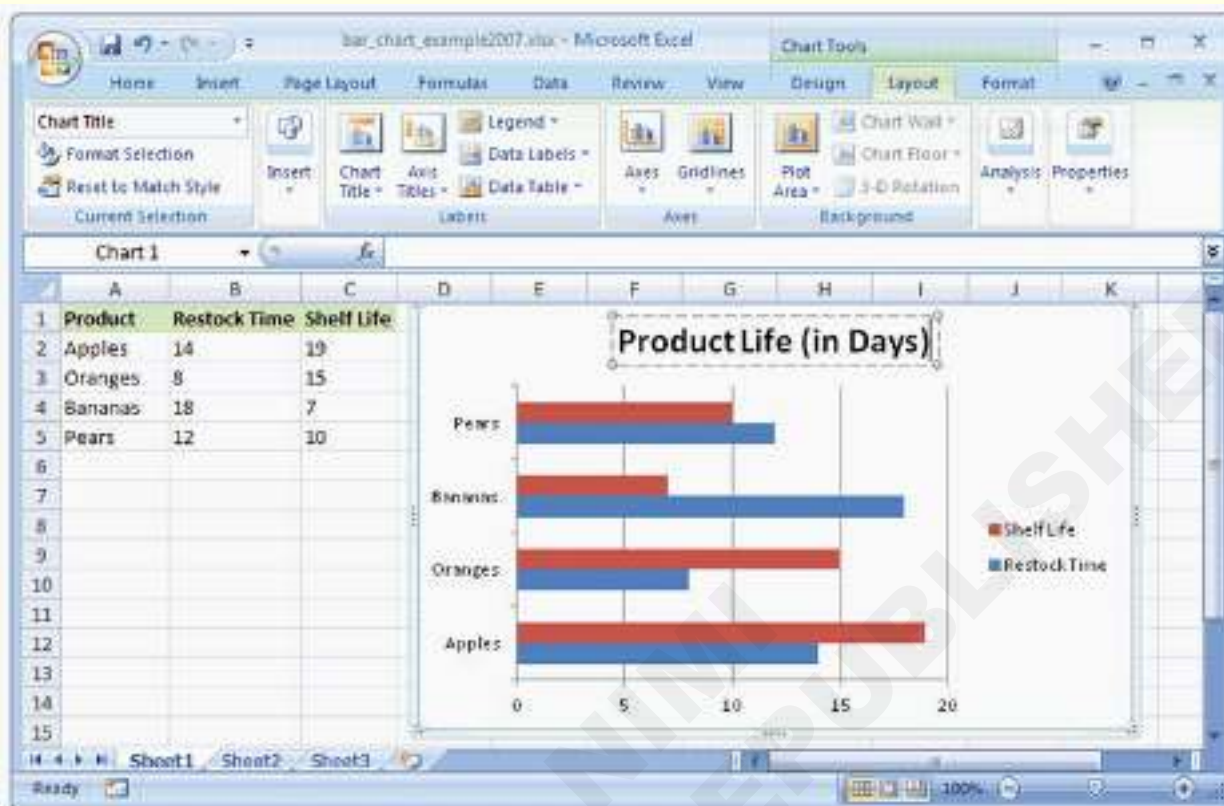 bar_chart_example2007.xlsx - Microsoft Excel
Chart Tools
Home Insert Page Layout Formulas Data Review View Design Layout Format
Chart Title
Format Selection
Reset to Match Style
Current Selection
Insert
Chart Title
Axis Titles
Legend
Data Labels
Data Table
Labels
Axes
Gridlines
Axes
Plot Area
Chart Wall
Chart Floor
3-D Rotation
Background
Analysis
Properties
Chart 1
fx
A B C D E F G H I J K
1 Product Restock Time Shelf Life
2 Apples 14 19
3 Oranges 8 15
4 Bananas 18 7
5 Pears 12 10
6
7
8
9
10
11
12
13
14
15
Product Life (in Days)
Pears
Bananas
Oranges
Apples
0 5 10 15 20
Shelf Life
Restock Time
Sheet1 Sheet2 Sheet3
Ready
100%
NIMI